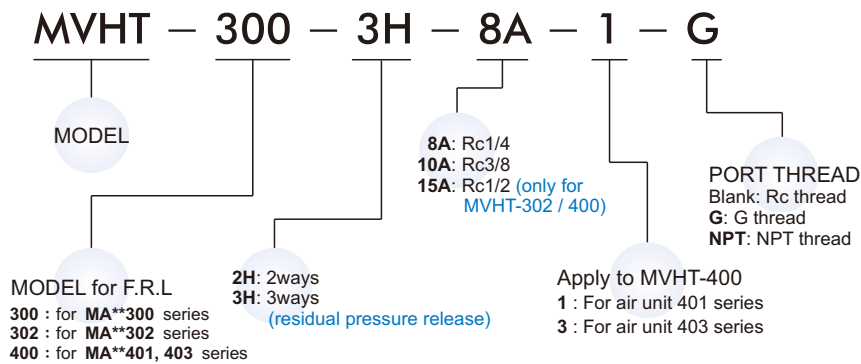 MVHT – 300 – 3H – 8A – 1 – G
MODEL
MODEL for F.R.L
300 : for MA**300 series
302 : for MA**302 series
400 : for MA**401, 403 series
2H: 2ways
3H: 3ways
(residual pressure release)
8A: Rc1/4
10A: Rc3/8
15A: Rc1/2 (only for
MVHT-302 / 400)
Apply to MVHT-400
1 : For air unit 401 series
3 : For air unit 403 series
PORT THREAD
Blank: Rc thread
G: G thread
NPT: NPT thread